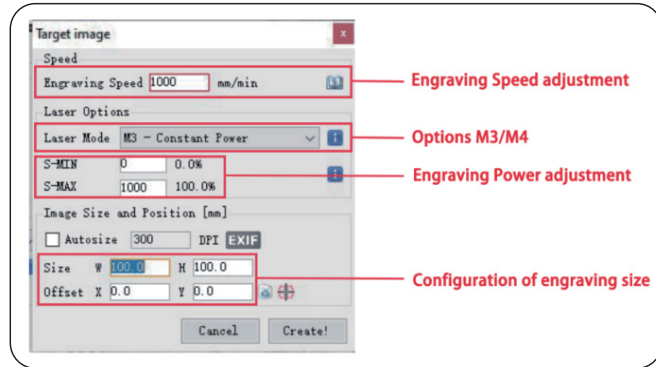 Target image
x
Speed
Engraving Speed 1000 mm/min
Engraving Speed adjustment
Laser Options
Laser Mode M3 - Constant Power
Options M3/M4
S-MIN 0 0.0%
S-MAX 1000 100.0%
Engraving Power adjustment
Image Size and Position [mm]
Autosize 300 DPI EXIF
Size W 100.0 H 100.0
Offset X 0.0 Y 0.0
Configuration of engraving size
Cancel Create!